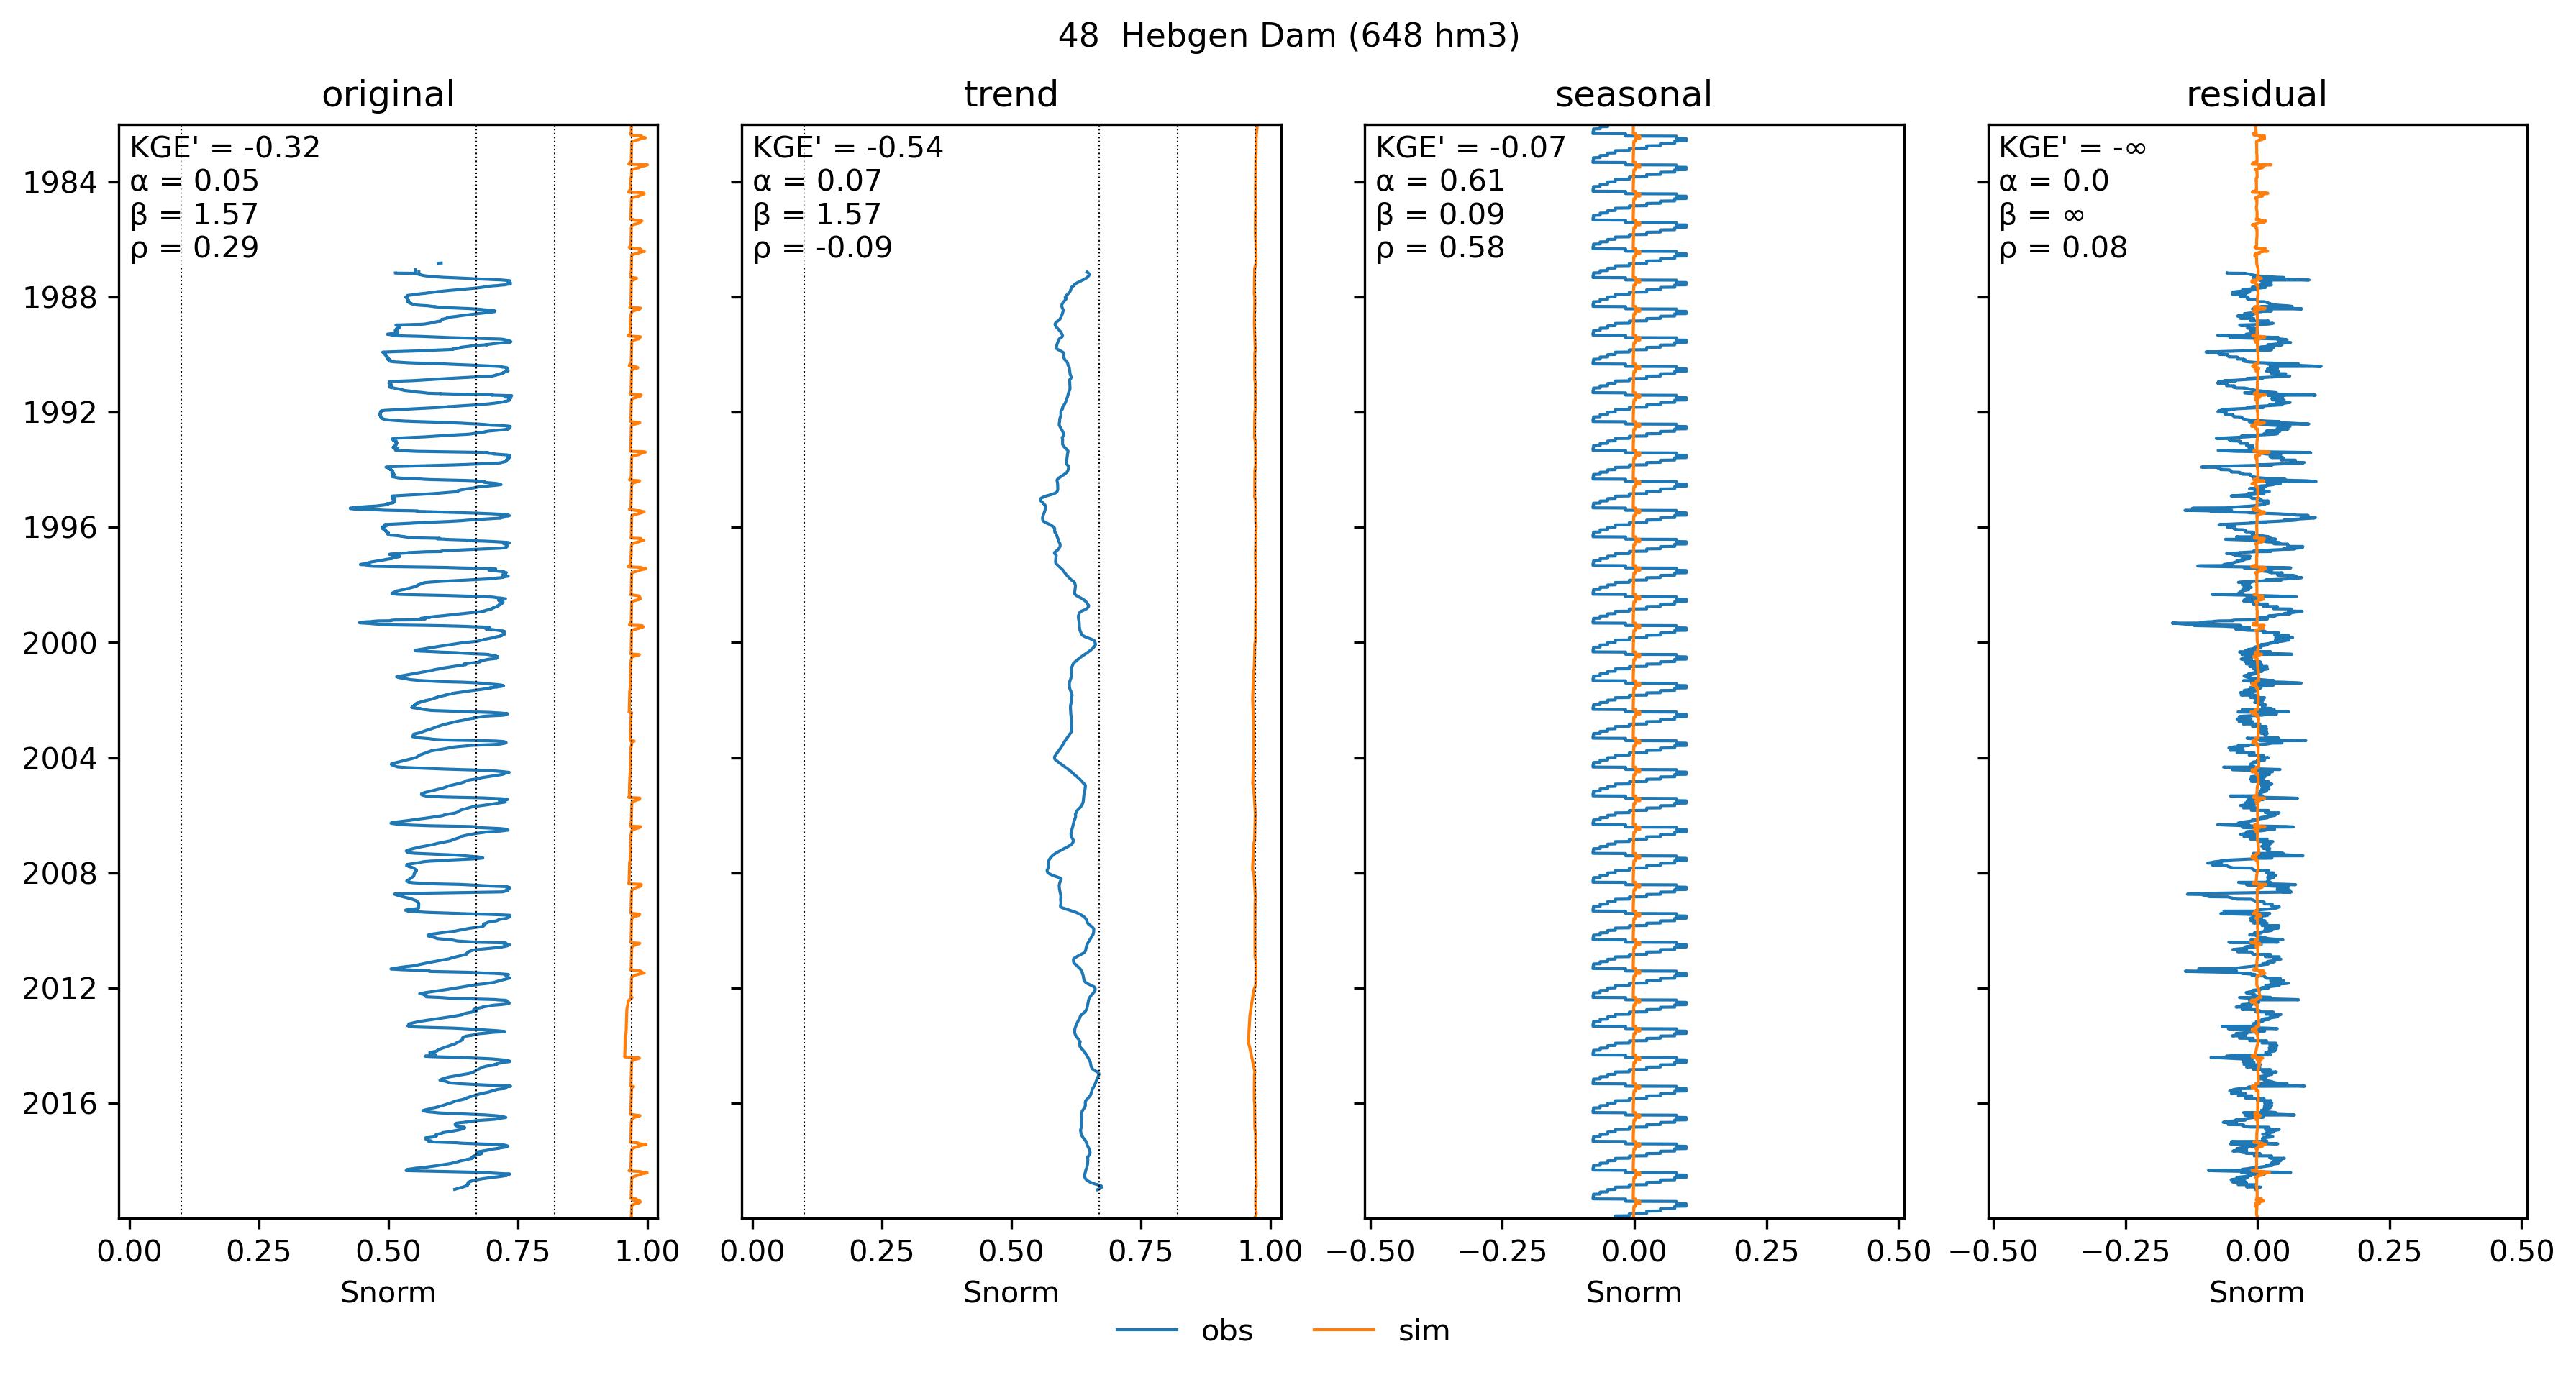 48  Hebgen Dam (648 hm3)
original
trend
seasonal
residual
KGE' = -0.32
α = 0.05
β = 1.57
ρ = 0.29
KGE' = -0.54
α = 0.07
β = 1.57
ρ = -0.09
KGE' = -0.07
α = 0.61
β = 0.09
ρ = 0.58
KGE' = -∞
α = 0.0
β = ∞
ρ = 0.08
1984
1988
1992
1996
2000
2004
2008
2012
2016
0.00 0.25 0.50 0.75 1.00
0.00 0.25 0.50 0.75 1.00
−0.50 −0.25 0.00 0.25 0.50
−0.50 −0.25 0.00 0.25 0.50
Snorm
Snorm
Snorm
Snorm
obs
sim